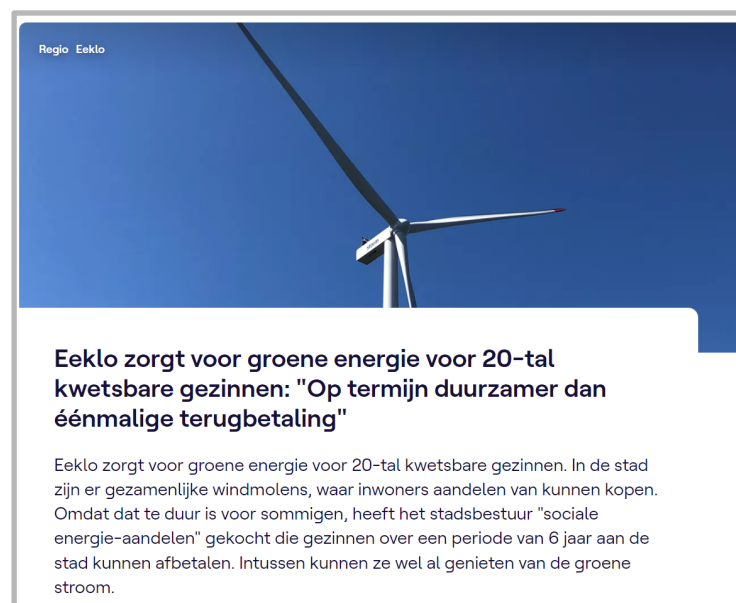 Regio Eeklo
Eeklo zorgt voor groene energie voor 20-tal
kwetsbare gezinnen: "Op termijn duurzamer dan
éénmalige terugbetaling"
Eeklo zorgt voor groene energie voor 20-tal kwetsbare gezinnen. In de stad
zijn er gezamenlijke windmolens, waar inwoners aandelen van kunnen kopen.
Omdat dat te duur is voor sommigen, heeft het stadsbestuur "sociale
energie-aandelen" gekocht die gezinnen over een periode van 6 jaar aan de
stad kunnen afbetalen. Intussen kunnen ze wel al genieten van de groene
stroom.